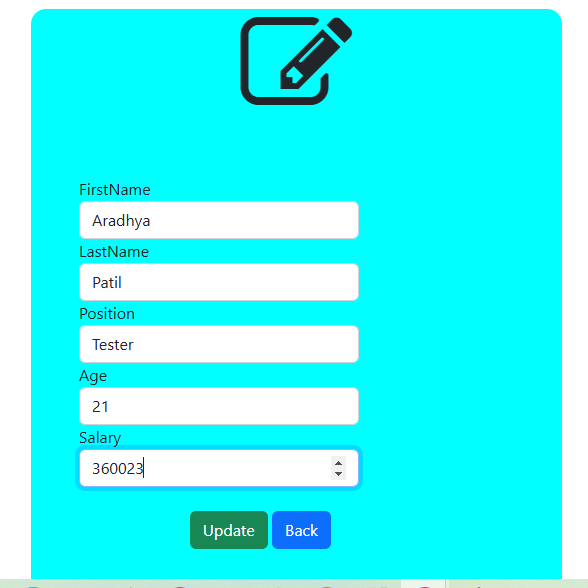 FirstName
Aradhya
LastName
Patil
Position
Tester
Age
21
Salary
360023
Update Back